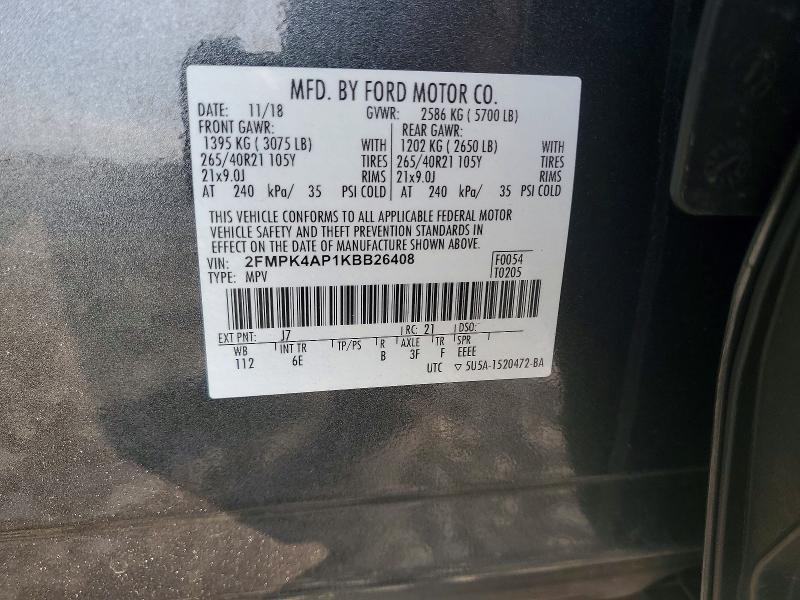 MFD. BY FORD MOTOR CO.
DATE: 11/18 GVWR: 2586 KG ( 5700 LB)
FRONT GAWR: REAR GAWR:
1395 KG ( 3075 LB) WITH 1202 KG ( 2650 LB) WITH
265/40R21 105Y TIRES 265/40R21 105Y TIRES
21x9.0J RIMS 21x9.0J RIMS
AT 240 kPa/ 35 PSI COLD AT 240 kPa/ 35 PSI COLD
THIS VEHICLE CONFORMS TO ALL APPLICABLE FEDERAL MOTOR
VEHICLE SAFETY AND THEFT PREVENTION STANDARDS IN
EFFECT ON THE DATE OF MANUFACTURE SHOWN ABOVE.
VIN: 2FMPK4AP1KBB26408 F0054
TYPE: MPV T0205
EXT PNT: J7 RC: 21 DSO:
WB INT TR TP/PS R AXLE TR SPR
112 6E B 3F F EEEE
UTC ▽ 5U5A-1520472-BA